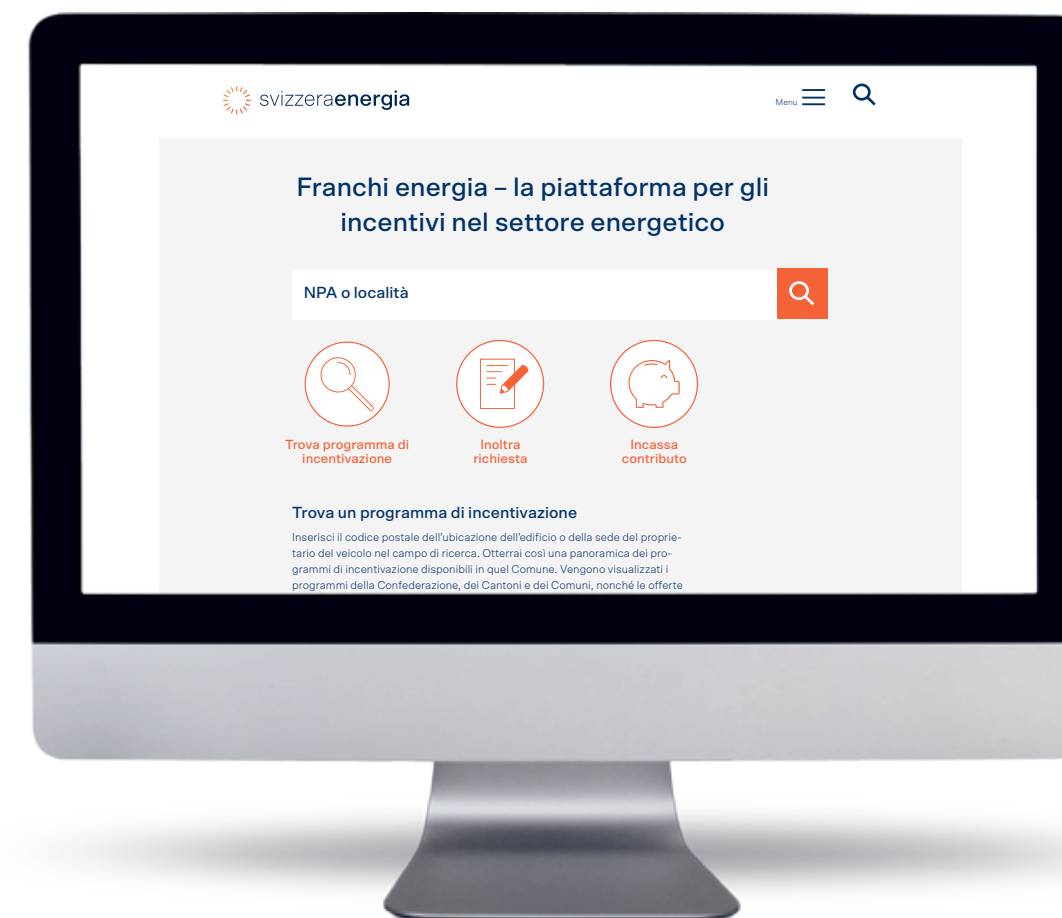 svizzeraenergia
Menu
Franchi energia – la piattaforma per gli
incentivi nel settore energetico
NPA o località
Trova programma di
incentivazione
Inoltra
richiesta
Incassa
contributo
Trova un programma di incentivazione
Inserisci il codice postale dell’ubicazione dell’edificio o della sede del proprie-
tario del veicolo nel campo di ricerca. Otterrai così una panoramica dei pro-
grammi di incentivazione disponibili in quel Comune. Vengono visualizzati i
programmi della Confederazione, dei Cantoni e dei Comuni, nonché le offerte